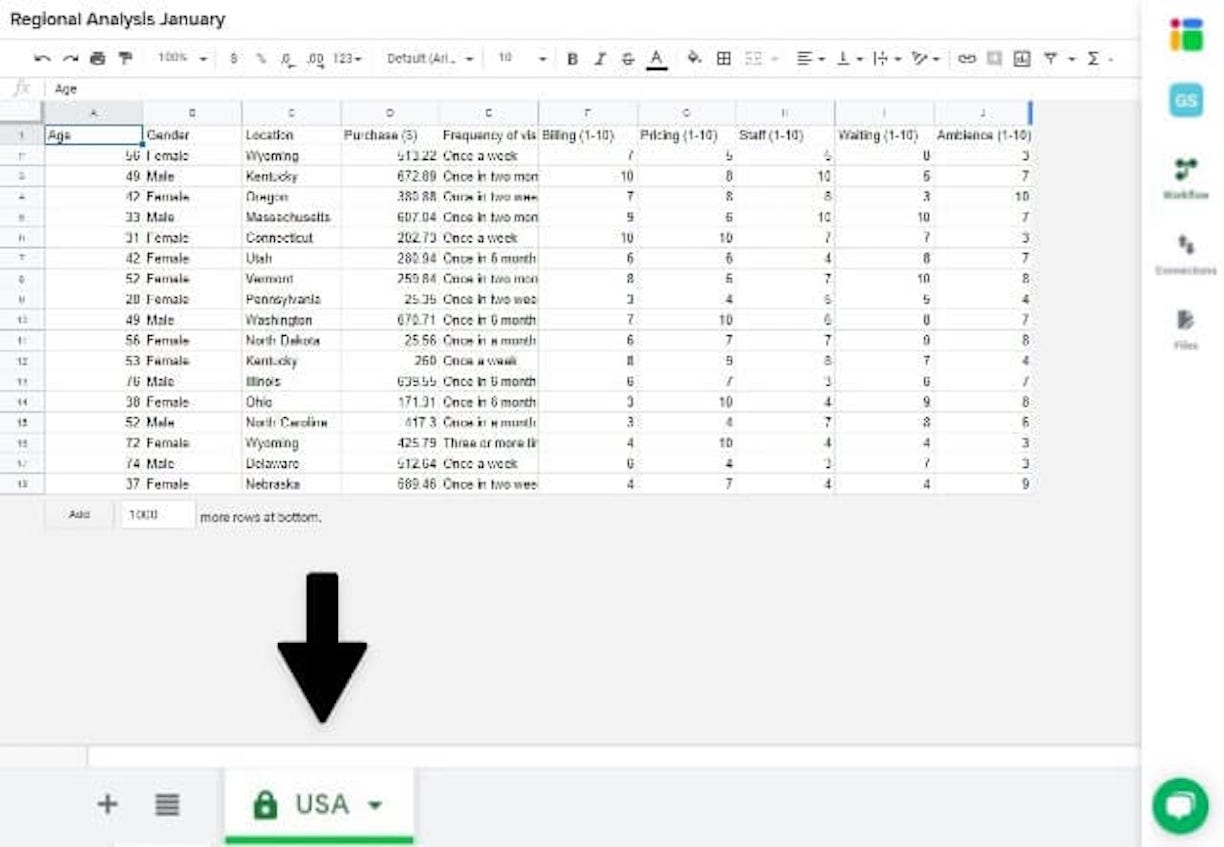 Regional Analysis January
100% $ % .0 .00 123 Default (Ari... 10 B I S A
fx Age
A B C D E F G H I J
1 Age Gender Location Purchase ($) Frequency of vis Billing (1-10) Pricing (1-10) Staff (1-10) Waiting (1-10) Ambience (1-10)
2 56 Female Wyoming 513.22 Once a week 7 5 8 3
3 49 Male Kentucky 672.89 Once in two mon 10 8 10 7
4 42 Female Oregon 380.88 Once in two wee 7 8 8 3 10
5 33 Male Massachusetts 607.04 Once in two mon 9 6 10 10 7
6 31 Female Connecticut 202.73 Once a week 10 10 7 7 3
7 42 Female Utah 280.94 Once in 6 month 6 6 4 8 7
8 52 Female Vermont 259.84 Once in two mon 8 7 10 8
9 28 Female Pennsylvania 25.35 Once in two wee 3 4 5 4
10 49 Male Washington 670.71 Once in 6 month 7 10 8 7
11 56 Female North Dakota 25.56 Once in a month 6 7 7 9 8
12 53 Female Kentucky 260 Once a week 8 9 8 7 4
13 76 Male Illinois 639.55 Once in 6 month 6 7 3 6 7
14 38 Female Ohio 171.31 Once in 6 month 3 10 4 9 8
15 52 Male North Caroline 417.3 Once in a month 3 4 7 8 6
16 72 Female Wyoming 425.79 Three or more tir 4 10 4 4 3
17 74 Male Delaware 512.64 Once a week 6 4 3 7 3
18 37 Female Nebraska 689.46 Once in two wee 4 7 4 4 9
Add 1000 more rows at bottom.
USA
GS
Workflow
Connections
Files